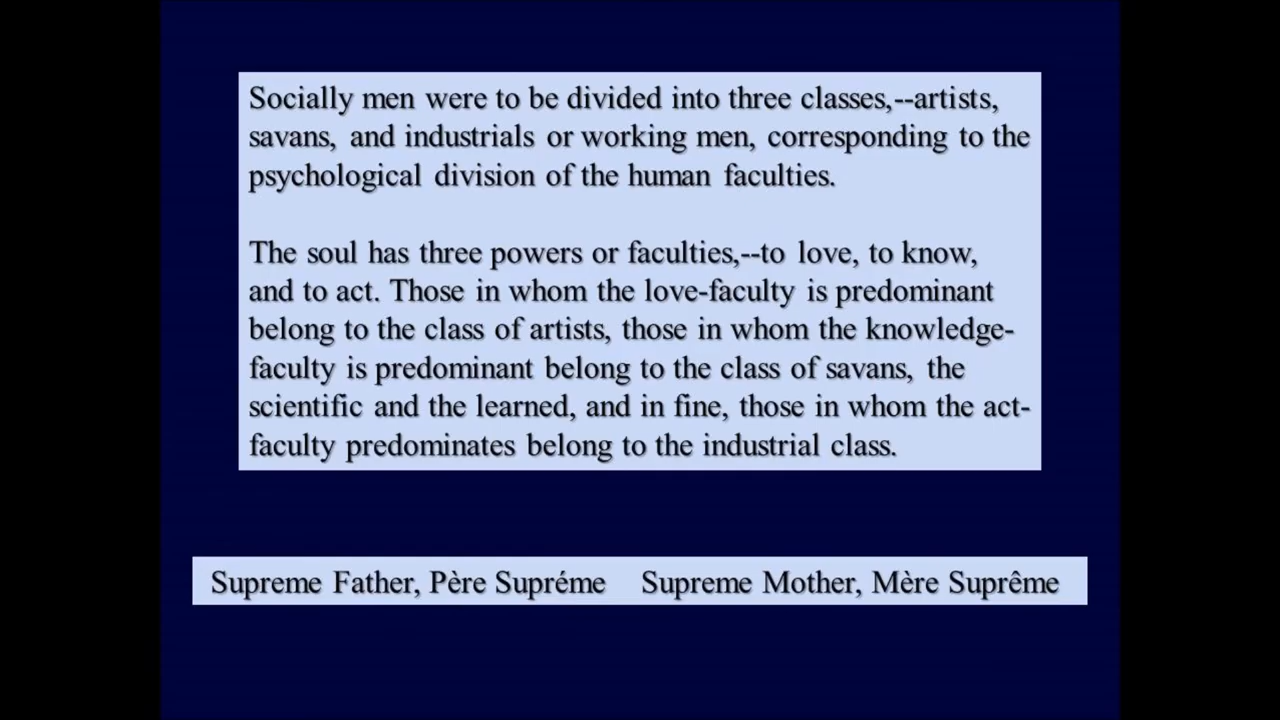 Socially men were to be divided into three classes,--artists,
savans, and industrials or working men, corresponding to the
psychological division of the human faculties.
The soul has three powers or faculties,--to love, to know,
and to act. Those in whom the love-faculty is predominant
belong to the class of artists, those in whom the knowledge-
faculty is predominant belong to the class of savans, the
scientific and the learned, and in fine, those in whom the act-
faculty predominates belong to the industrial class.
Supreme Father, Père Supréme Supreme Mother, Mère Suprême